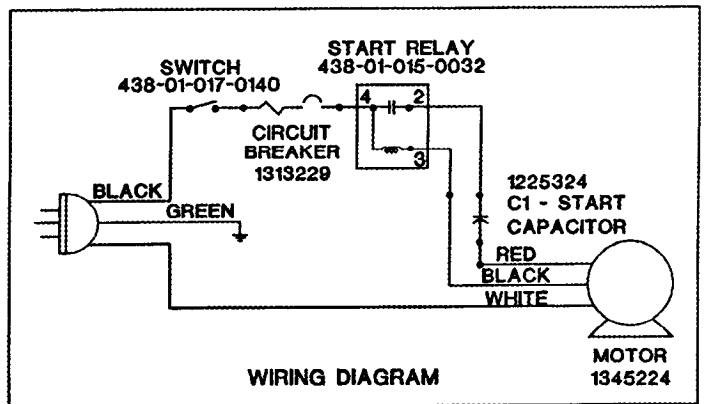 START RELAY
438-01-015-0032
SWITCH
438-01-017-0140
4
2
3
CIRCUIT
BREAKER
1313229
BLACK
GREEN
1225324
C1 - START
CAPACITOR
RED
BLACK
WHITE
MOTOR
1345224
WIRING DIAGRAM